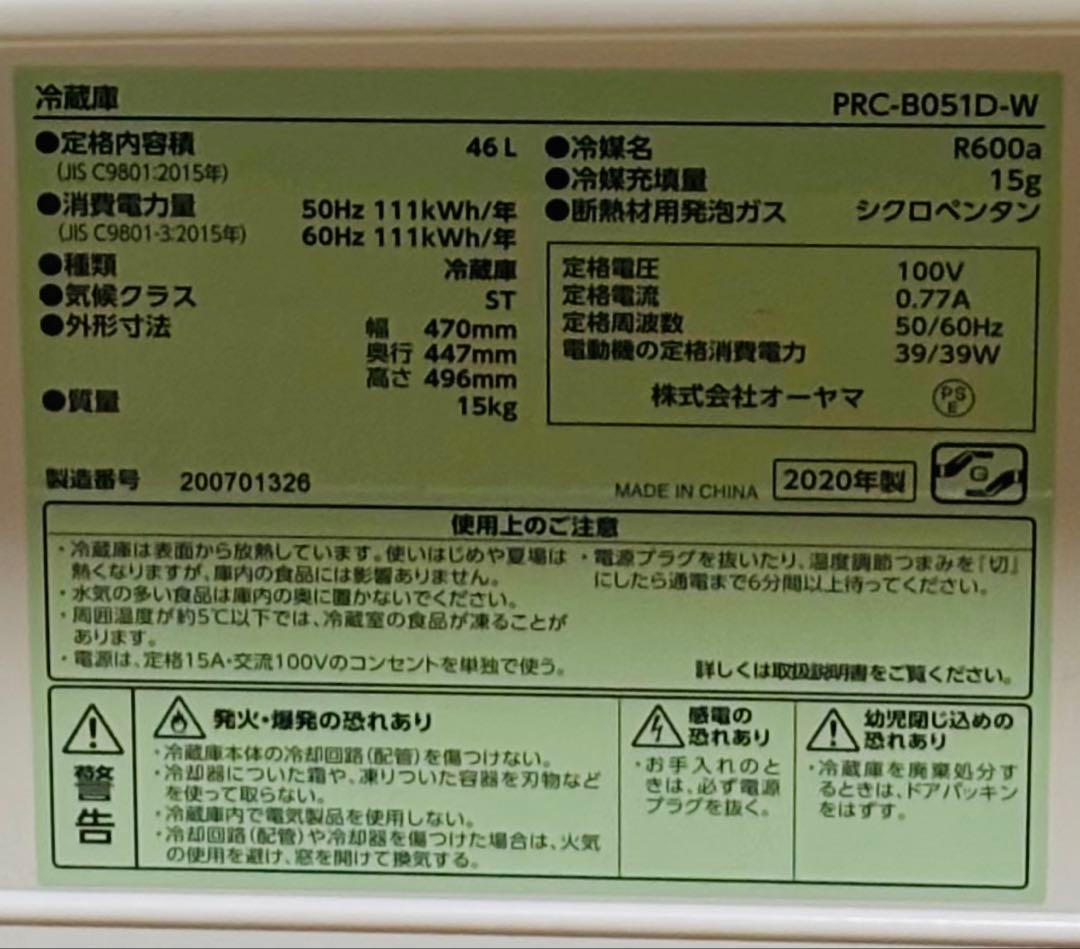 冷蔵庫
PRC-B051D-W
●定格内容積 46L
(JIS C9801:2015年)
●消費電力量 50Hz 111kWh/年
(JIS C9801-3:2015年) 60Hz 111kWh/年
●種類 冷蔵庫
●気候クラス ST
●外形寸法 幅 470mm
奥行 447mm
高さ 496mm
●質量 15kg
●冷媒名 R600a
●冷媒充填量 15g
●断熱材用発泡ガス シクロペンタン
定格電圧 100V
定格電流 0.77A
定格周波数 50/60Hz
電動機の定格消費電力 39/39W
株式会社オーヤマ PSE
製造番号 200701326
MADE IN CHINA 2020年製 G
使用上のご注意
・冷蔵庫は表面から放熱しています。使いはじめや夏場は
熱くなりますが、庫内の食品には影響ありません。
・水気の多い食品は庫内の奥に置かないでください。
・周囲温度が約5℃以下では、冷蔵室の食品が凍ることが
あります。
・電源は、定格15A・交流100Vのコンセントを単独で使う。
・電源プラグを抜いたり、温度調節つまみを『切』
にしたら通電まで6分間以上待ってください。
詳しくは取扱説明書をご覧ください。
警告
発火・爆発の恐れあり
・冷蔵庫本体の冷却回路(配管)を傷つけない。
・冷却器についた霜や、凍りついた容器を刃物など
を使って取らない。
・冷蔵庫内で電気製品を使用しない。
・冷却回路(配管)や冷却器を傷つけた場合は、火気
の使用を避け、窓を開けて換気する。
感電の
恐れあり
・お手入れのと
きは、必ず電源
プラグを抜く。
幼児閉じ込めの
恐れあり
・冷蔵庫を廃棄処分す
るときは、ドアパッキン
をはずす。